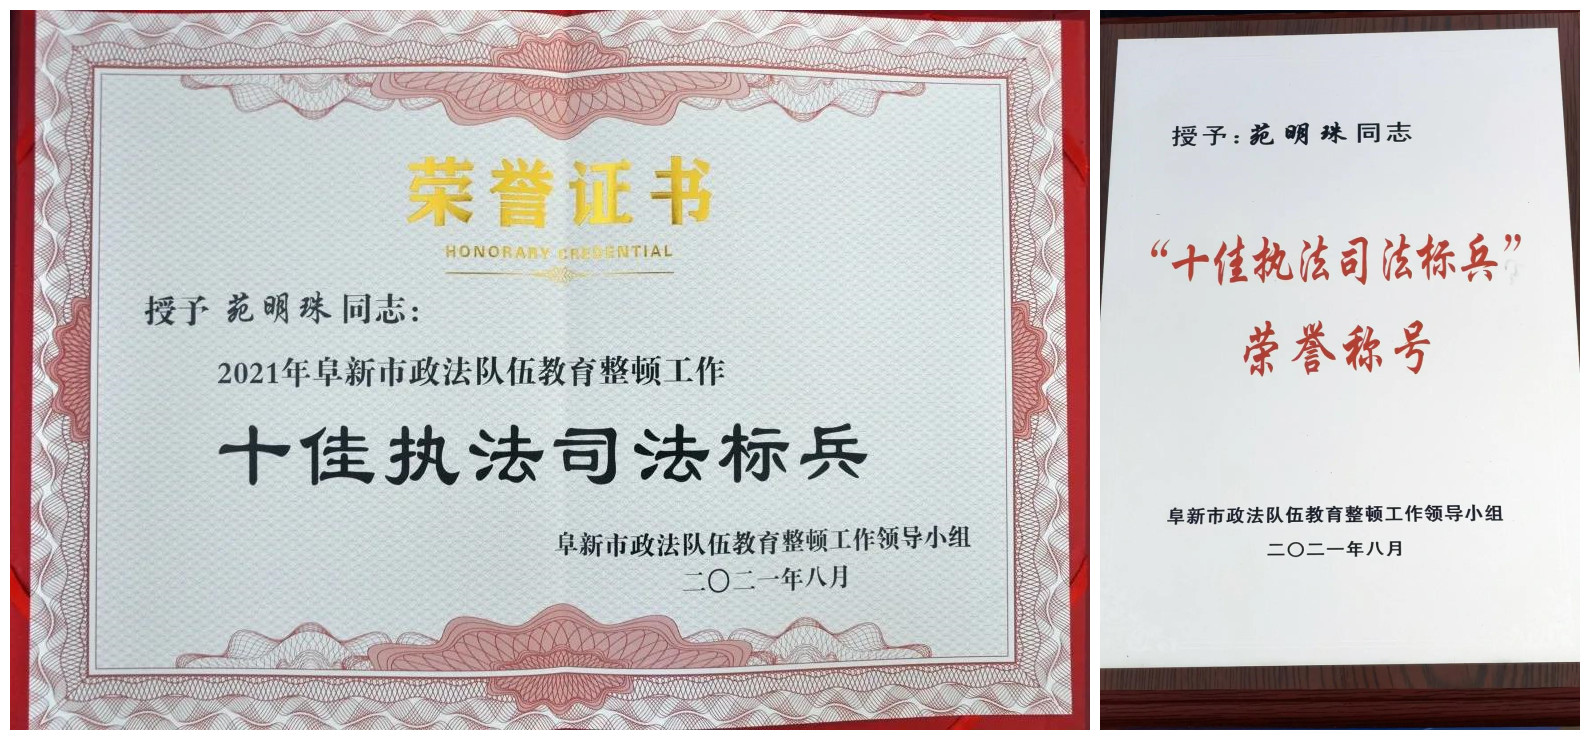 荣誉证书
HONORARY CREDENTIAL
授予 苑明珠 同志：
2021年阜新市政法队伍教育整顿工作
十佳执法司法标兵
阜新市政法队伍教育整顿工作领导小组
二〇二一年八月
授予：苑明珠同志
“十佳执法司法标兵”
荣誉称号
阜新市政法队伍教育整顿工作领导小组
二〇二一年八月